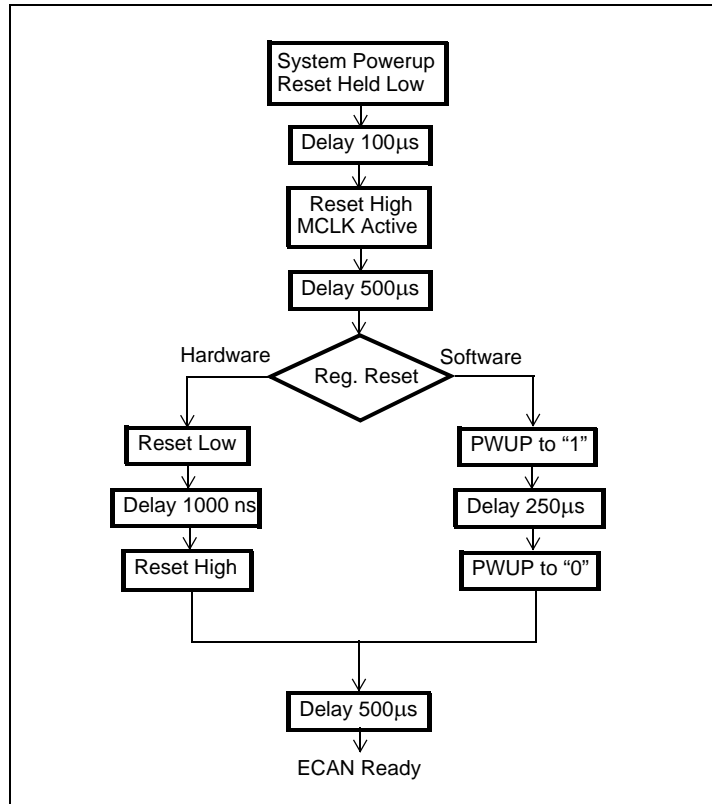 System Powerup
Reset Held Low
Delay 100µs
Reset High
MCLK Active
Delay 500µs
Hardware
Software
Reg. Reset
Reset Low
PWUP to “1”
Delay 1000 ns
Delay 250µs
Reset High
PWUP to “0”
Delay 500µs
ECAN Ready